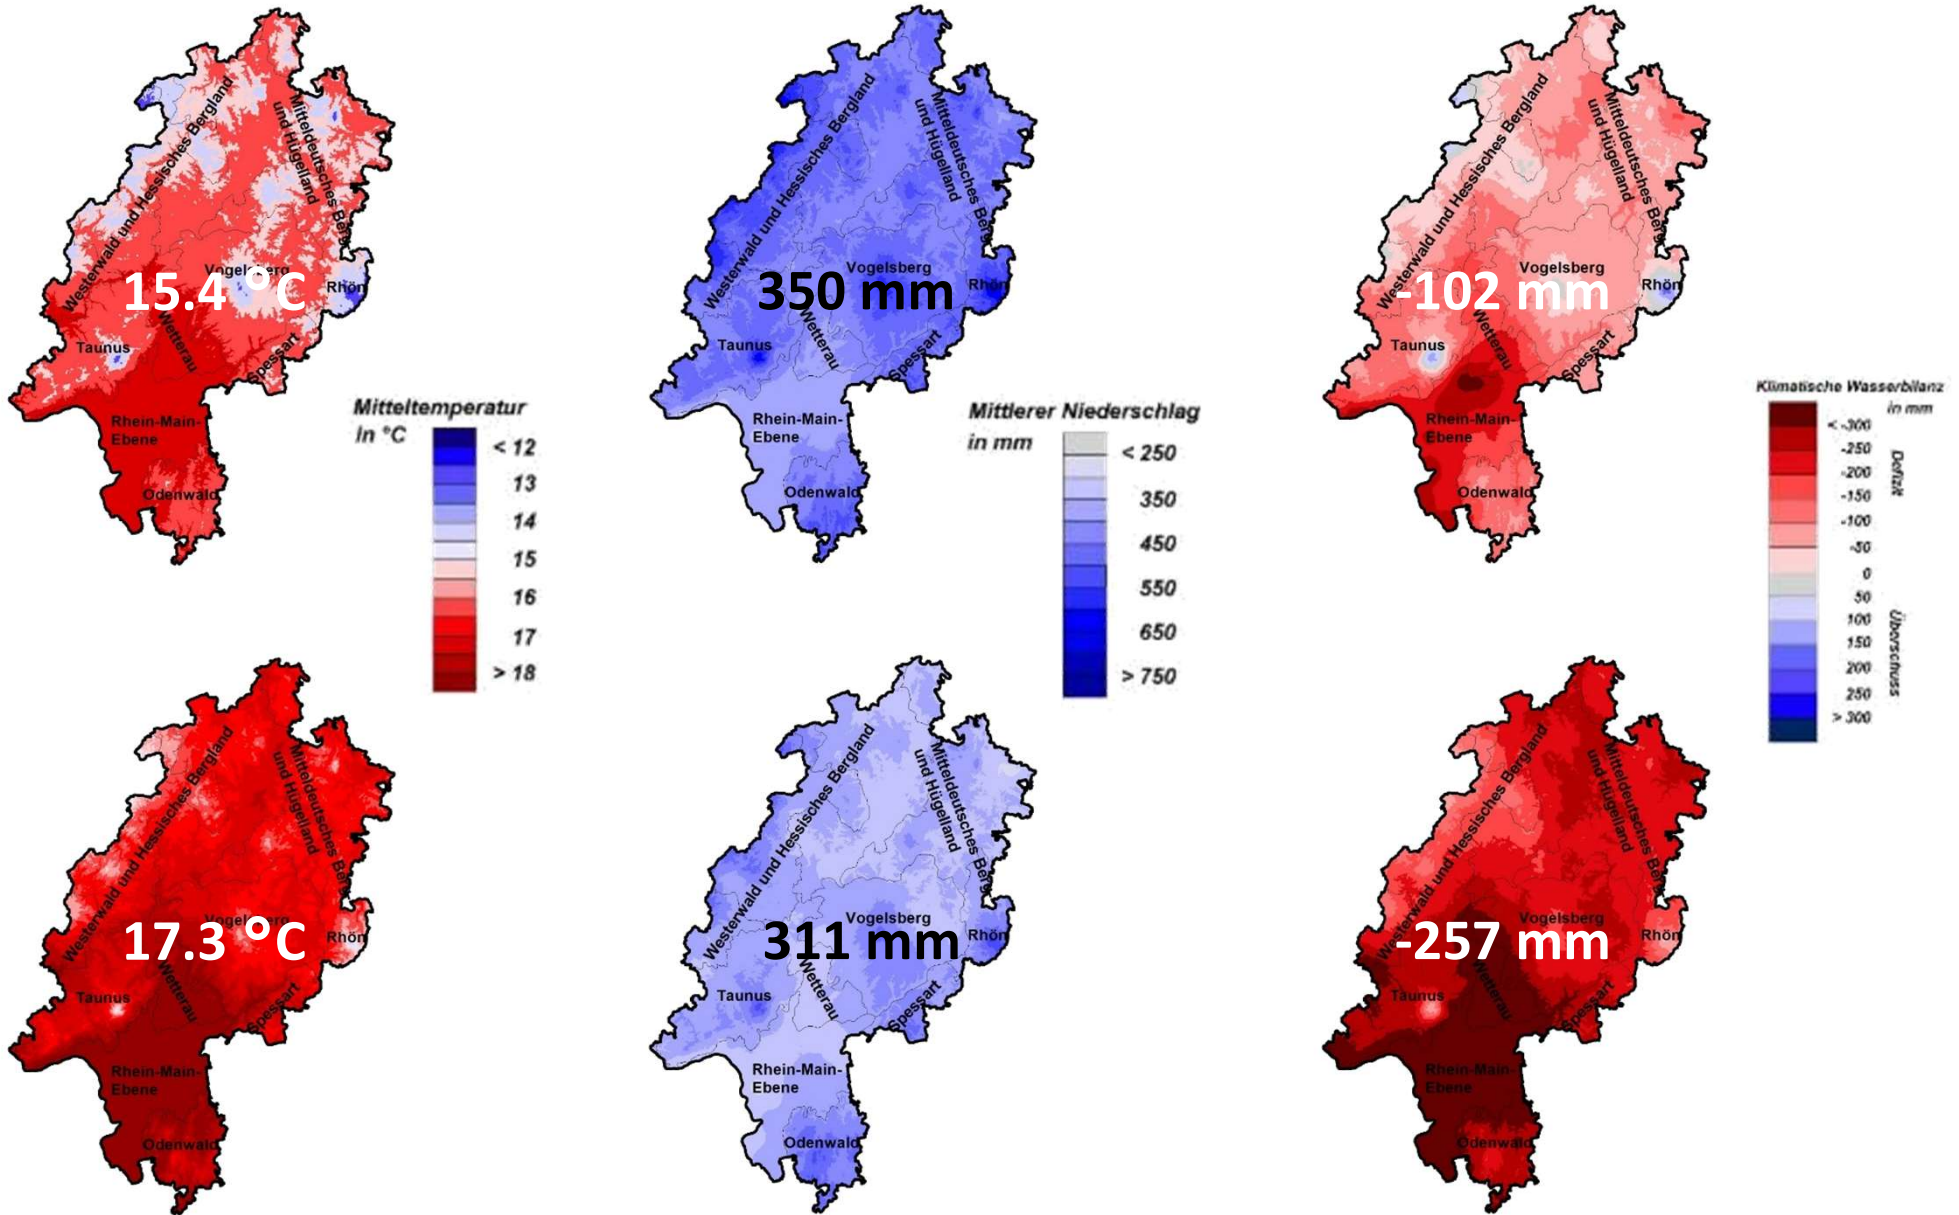 Westerwald und Hessisches Bergland
Mitteldeutsches Berg
und Hügelland
Vogelsberg
15.4 °C
Rhön
Taunus
Wetterau
Spessart
Rhein-Main-
Ebene
Odenwald
Mitteltemperatur
in °C
< 12
13
14
15
16
17
> 18
Westerwald und Hessisches Bergland
Mitteldeutsches Berg
und Hügelland
Vogelsberg
350 mm
Rhön
Taunus
Wetterau
Spessart
Rhein-Main-
Ebene
Odenwald
Mittlerer Niederschlag
in mm
< 250
350
450
550
650
> 750
Westerwald und Hessisches Bergland
Mitteldeutsches Berg
und Hügelland
Vogelsberg
-102 mm
Rhön
Taunus
Wetterau
Spessart
Rhein-Main-
Ebene
Odenwald
Klimatische Wasserbilanz
in mm
< -300
-250
-200
-150
-100
-50
0
50
100
150
200
250
> 300
Defizit
Überschuss
Westerwald und Hessisches Bergland
Mitteldeutsches Berg
und Hügelland
Vogelsberg
17.3 °C
Rhön
Taunus
Wetterau
Spessart
Rhein-Main-
Ebene
Odenwald
Westerwald und Hessisches Bergland
Mitteldeutsches Berg
und Hügelland
Vogelsberg
311 mm
Rhön
Taunus
Wetterau
Spessart
Rhein-Main-
Ebene
Odenwald
Westerwald und Hessisches Bergland
Mitteldeutsches Berg
und Hügelland
Vogelsberg
-257 mm
Rhön
Taunus
Wetterau
Spessart
Rhein-Main-
Ebene
Odenwald